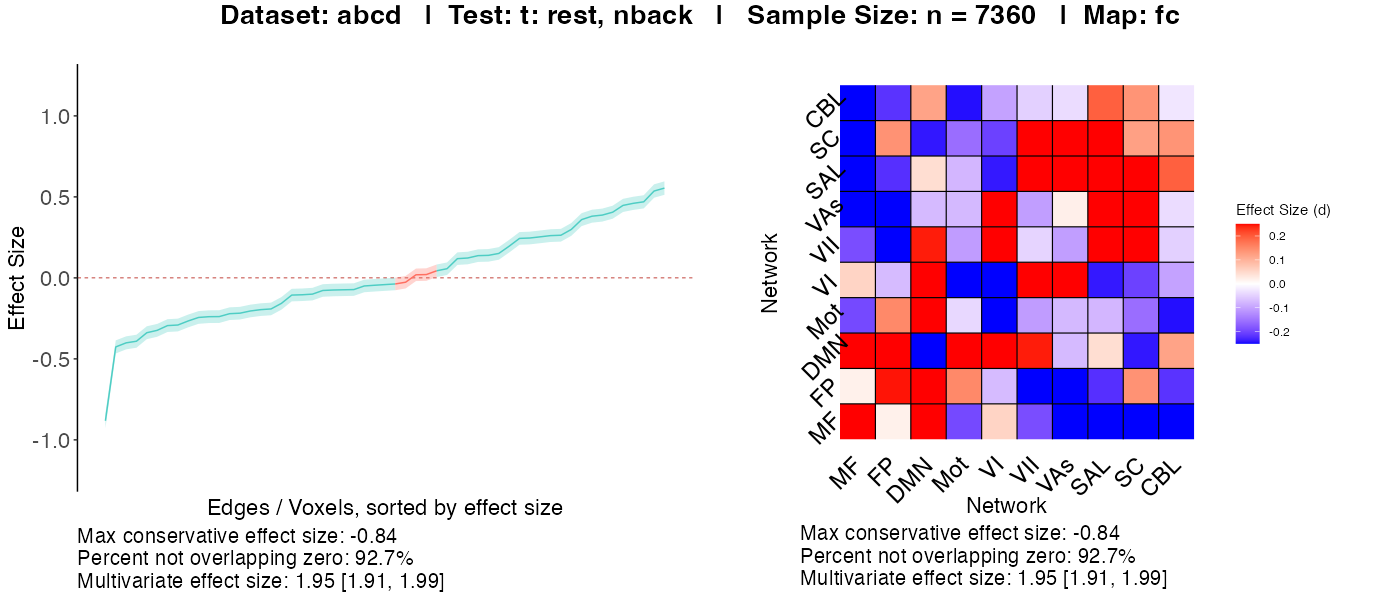 Dataset: abcd | Test: t: rest, nback | Sample Size: n = 7360 | Map: fc
Effect Size
1.0
0.5
0.0
-0.5
-1.0
Edges / Voxels, sorted by effect size
Max conservative effect size: -0.84
Percent not overlapping zero: 92.7%
Multivariate effect size: 1.95 [1.91, 1.99]
Network
CBL
SC
SAL
VAs
VII
VI
Mot
DMN
FP
MF
MF FP DMN Mot VI VII VAs SAL SC CBL
Network
Max conservative effect size: -0.84
Percent not overlapping zero: 92.7%
Multivariate effect size: 1.95 [1.91, 1.99]
Effect Size (d)
0.2
0.1
0.0
-0.1
-0.2